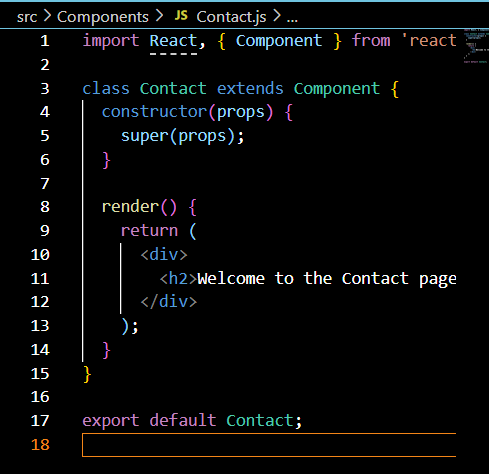 src > Components > JS Contact.js > ...
1 import React, { Component } from 'react
2
3 class Contact extends Component {
4 constructor(props) {
5 super(props);
6 }
7
8 render() {
9 return (
10 <div>
11 <h2>Welcome to the Contact page
12 </div>
13 );
14 }
15 }
16
17 export default Contact;
18